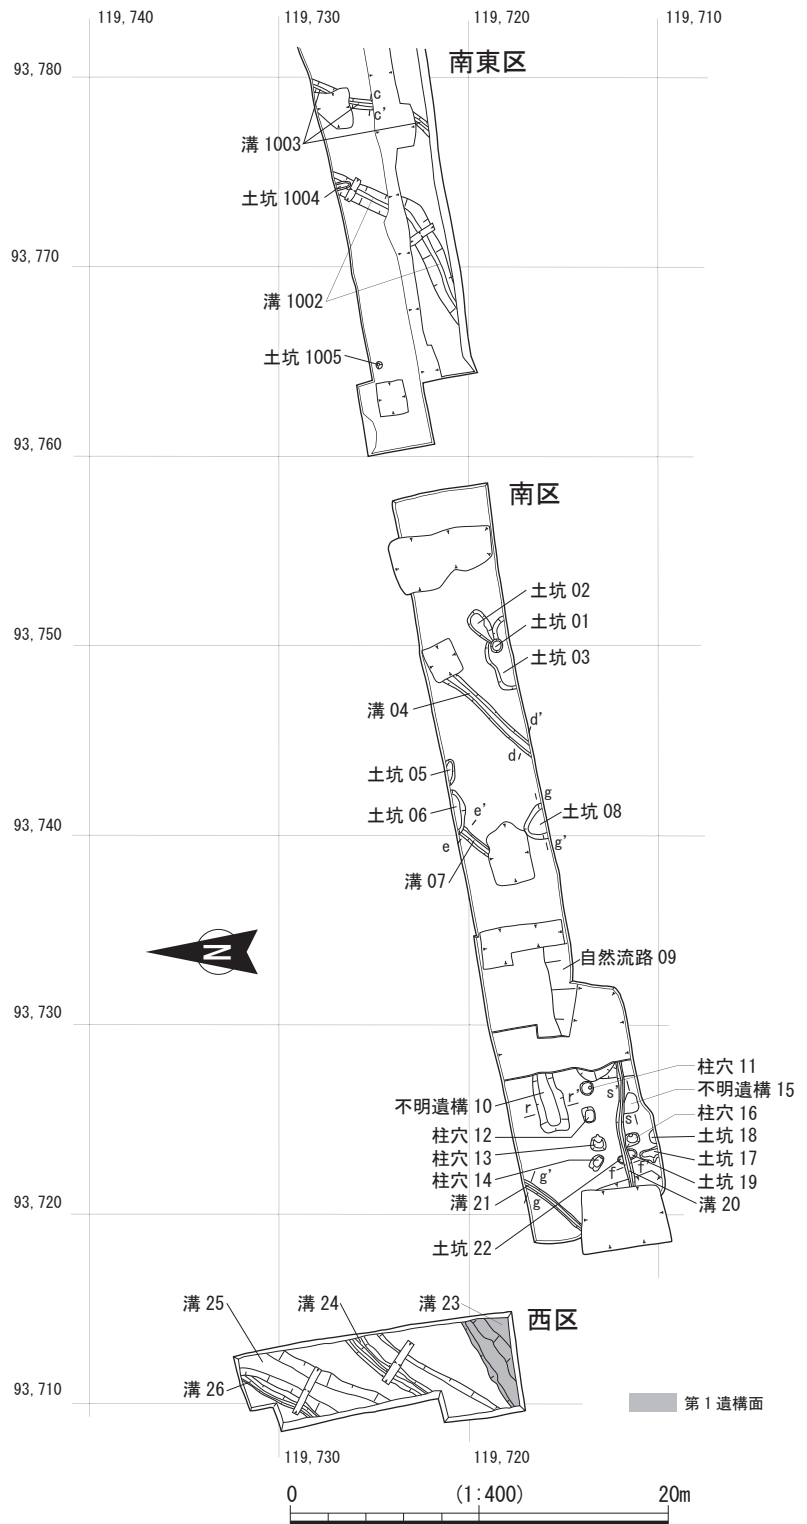 119,740
119,730
119,720
119,710
93,780
南東区
c
c'
溝 1003
土坑 1004
93,770
溝 1002
土坑 1005
93,760
南区
土坑 02
土坑 01
93,750
土坑 03
溝 04
d'
d
土坑 05
g
土坑 06
e'
土坑 08
93,740
e
g'
溝 07
N
自然流路 09
93,730
柱穴 11
不明遺構 15
不明遺構 10
r
r'
s'
s
柱穴 16
柱穴 12
土坑 18
柱穴 13
土坑 17
柱穴 14
g'
f
f'
土坑 19
溝 21
g
溝 20
93,720
土坑 22
溝 25
溝 24
溝 23
西区
溝 26
93,710
第1遺構面
119,730
119,720
0
(1:400)
20m